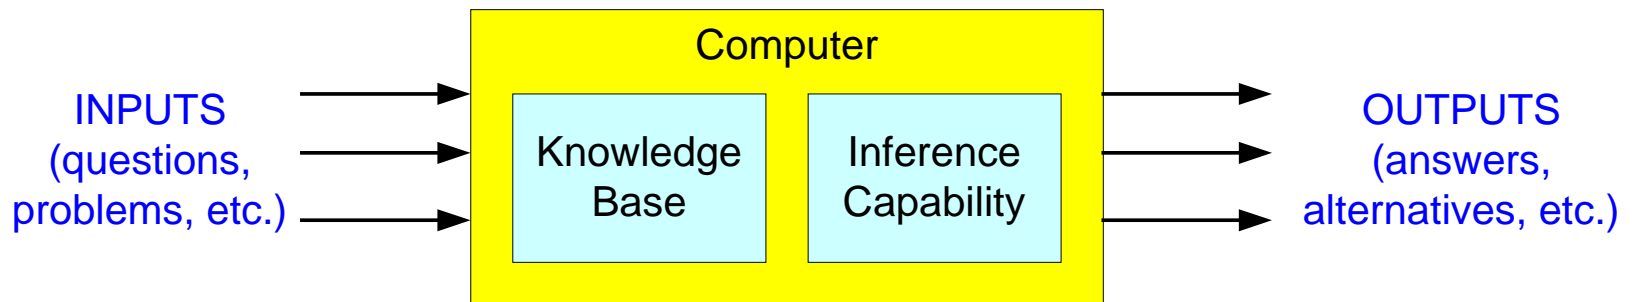 Computer
INPUTS
(questions,
problems, etc.)
Knowledge
Base
Inference
Capability
OUTPUTS
(answers,
alternatives, etc.)